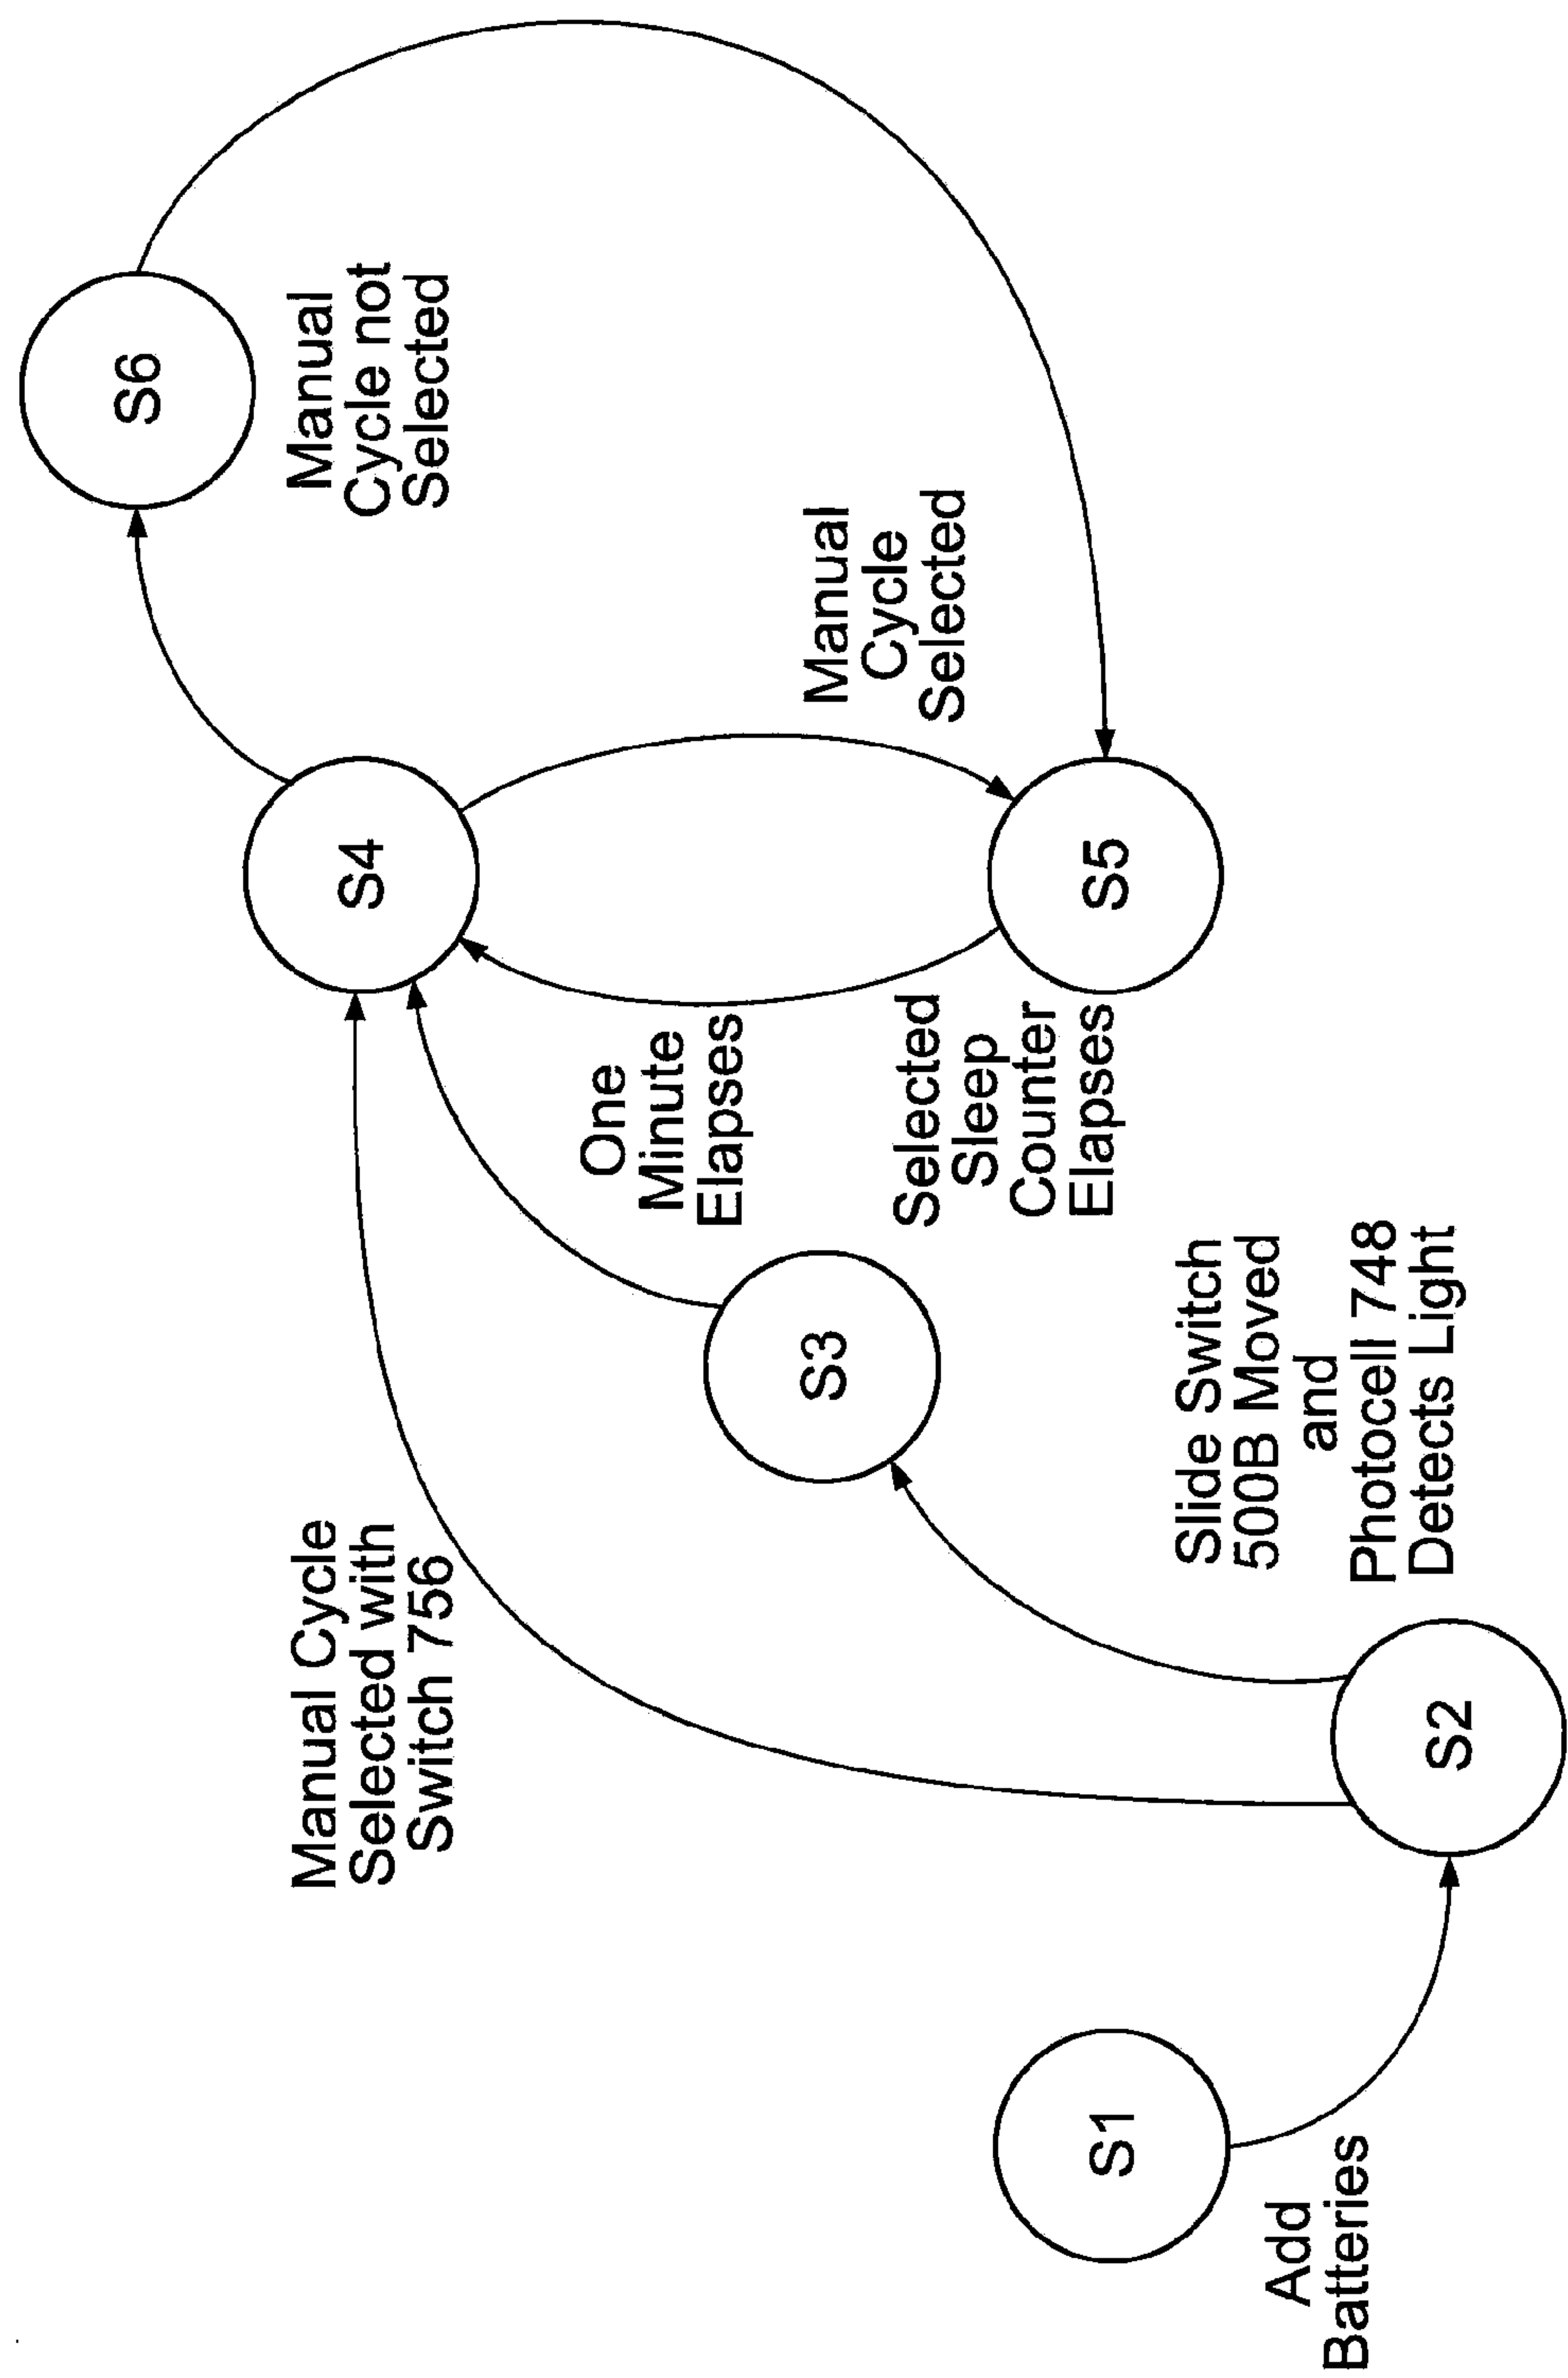 Add
Batteries
S1
Manual Cycle
Selected with
Switch 756
S2
Slide Switch
500B Moved
and
Photocell 748
Detects Light
S3
One
Minute
Elapses
Selected
Sleep
Counter
Elapses
S4
S5
Manual
Cycle
Selected
Manual
Cycle not
Selected
S6